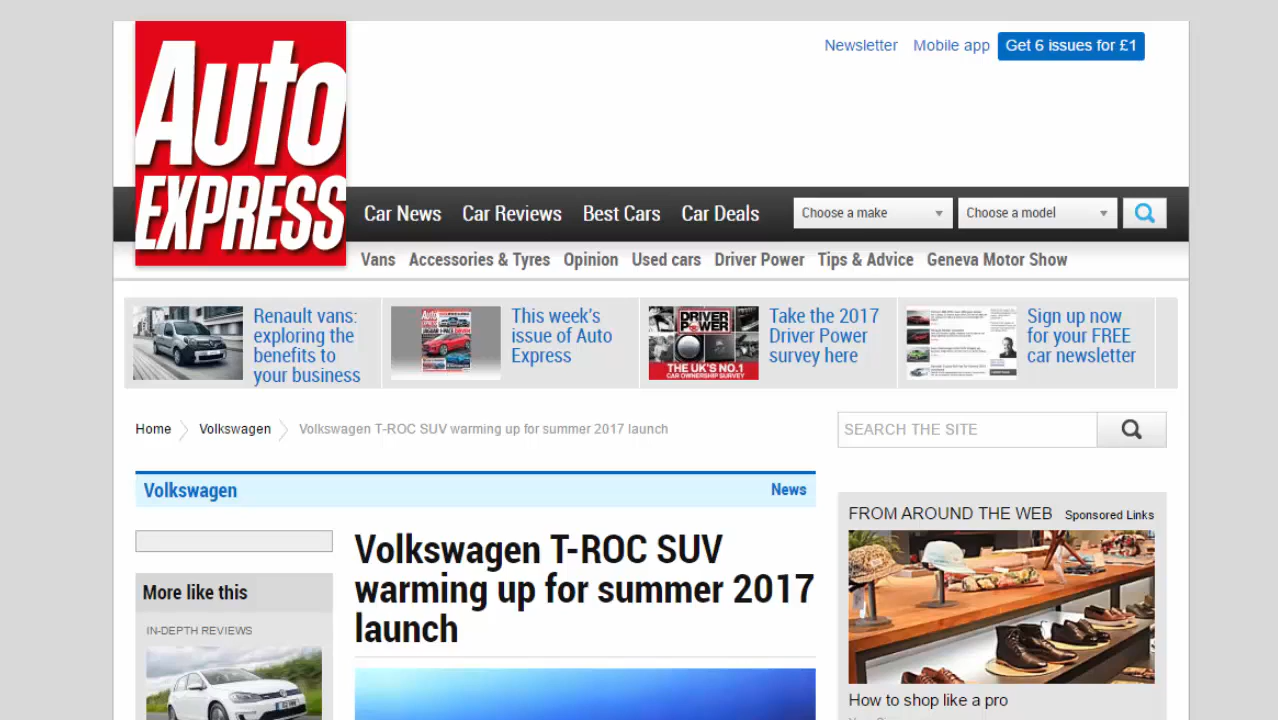 Auto
EXPRESS
Newsletter Mobile app Get 6 issues for £1
Car News Car Reviews Best Cars Car Deals Choose a make Choose a model
Vans Accessories & Tyres Opinion Used cars Driver Power Tips & Advice Geneva Motor Show
Renault vans:
exploring the
benefits to
your business
This week's
issue of Auto
Express
DRIVER
POWER
THE UK'S NO.1
CAR OWNERSHIP SURVEY
Take the 2017
Driver Power
survey here
Sign up now
for your FREE
car newsletter
Home Volkswagen Volkswagen T-ROC SUV warming up for summer 2017 launch
SEARCH THE SITE
Volkswagen News
More like this
IN-DEPTH REVIEWS
Volkswagen T-ROC SUV
warming up for summer 2017
launch
FROM AROUND THE WEB Sponsored Links
How to shop like a pro